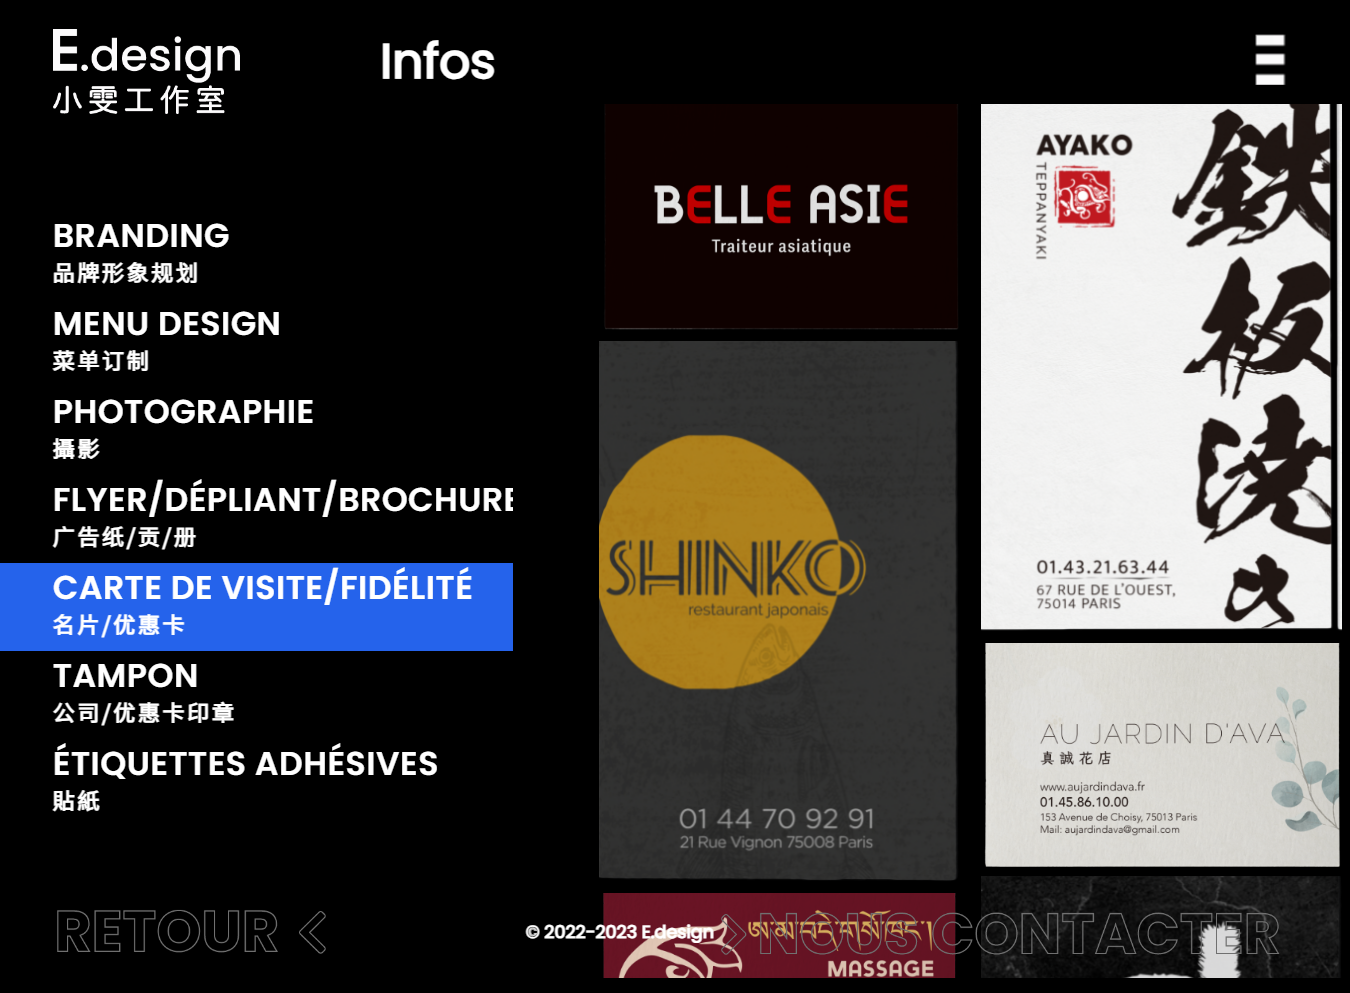 E.design
小雯工作室
Infos
BRANDING
品牌形象规划
MENU DESIGN
菜单订制
PHOTOGRAPHIE
攝影
FLYER/DÉPLIANT/BROCHURE
广告纸/贡/册
CARTE DE VISITE/FIDÉLITÉ
名片/优惠卡
TAMPON
公司/优惠卡印章
ÉTIQUETTES ADHÉSIVES
貼紙
RETOUR
BELLE ASIE
Traiteur asiatique
SHINKO
restaurant japonais
01 44 70 92 91
21 Rue Vignon 75008 Paris
AYAKO
TEPPANYAKI
鉄板焼き
01.43.21.63.44
67 RUE DE L'OUEST,
75014 PARIS
AU JARDIN D'AVA
真誠花店
www.aujardindava.fr
01.45.86.10.00
153 Avenue de Choisy, 75013 Paris
Mail: aujardindava@gmail.com
MASSAGE
© 2022-2023 E.design
NOUS CONTACTER